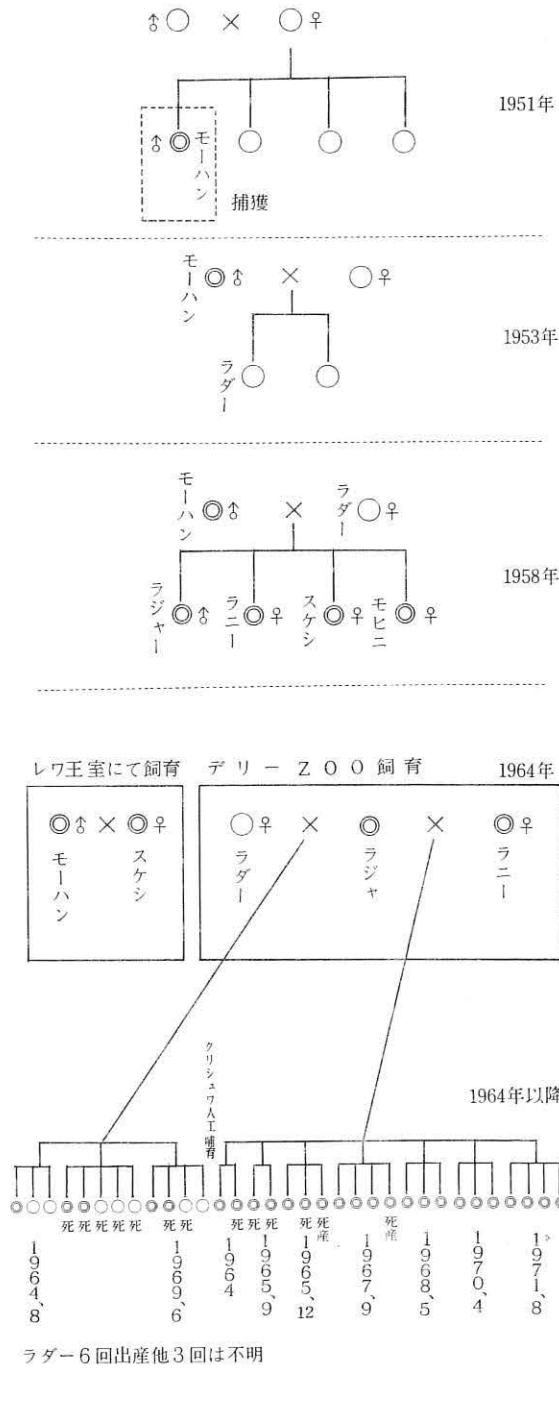 ♂ ○ × ○ ♀
1951年
♂ ◎ モーハン ○ ○ ○
捕獲
モーハン ◎ ♂ × ○ ♀
1953年
ラダー ○ ○
モーハン ◎ ♂ × ラダー ○ ♀
1958年
ラジャー ◎ ♂ ラニー ◎ ♀ スケシ ◎ ♀ モヒニ ◎ ♀
レワ王室にて飼育 デリーZOO飼育 1964年
◎ ♂ × ◎ ♀ ○ ♀ × ◎ × ◎ ♀
モーハン スケシ ラダー ラジャ ラニー
クリシュワ人工哺育
1964年以降
死 死 死 死 死 死 死 死 死 死 死 死産 死産
1964、8 1969、6 1964 1965、9 1965、12 1967、9 1968、5 1970、4 1971、8
ラダー6回出産他3回は不明